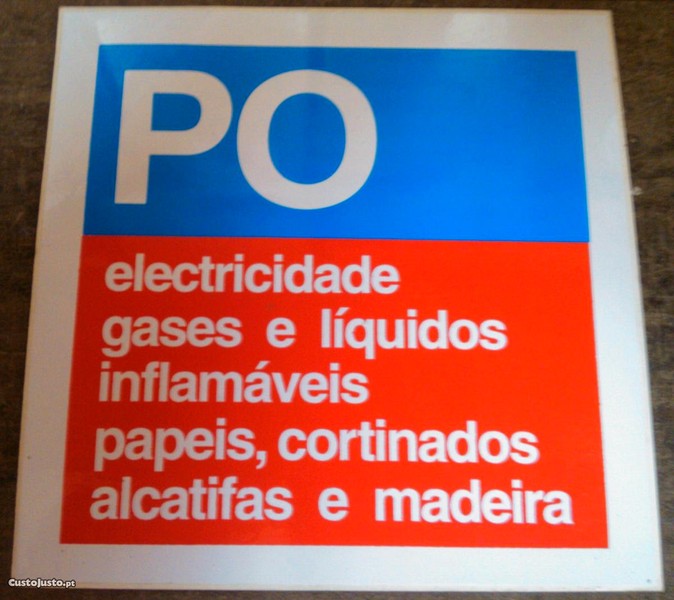 PO
electricidade
gases e líquidos
inflamáveis
papeis, cortinados
alcatifas e madeira
CustoJusto.pt